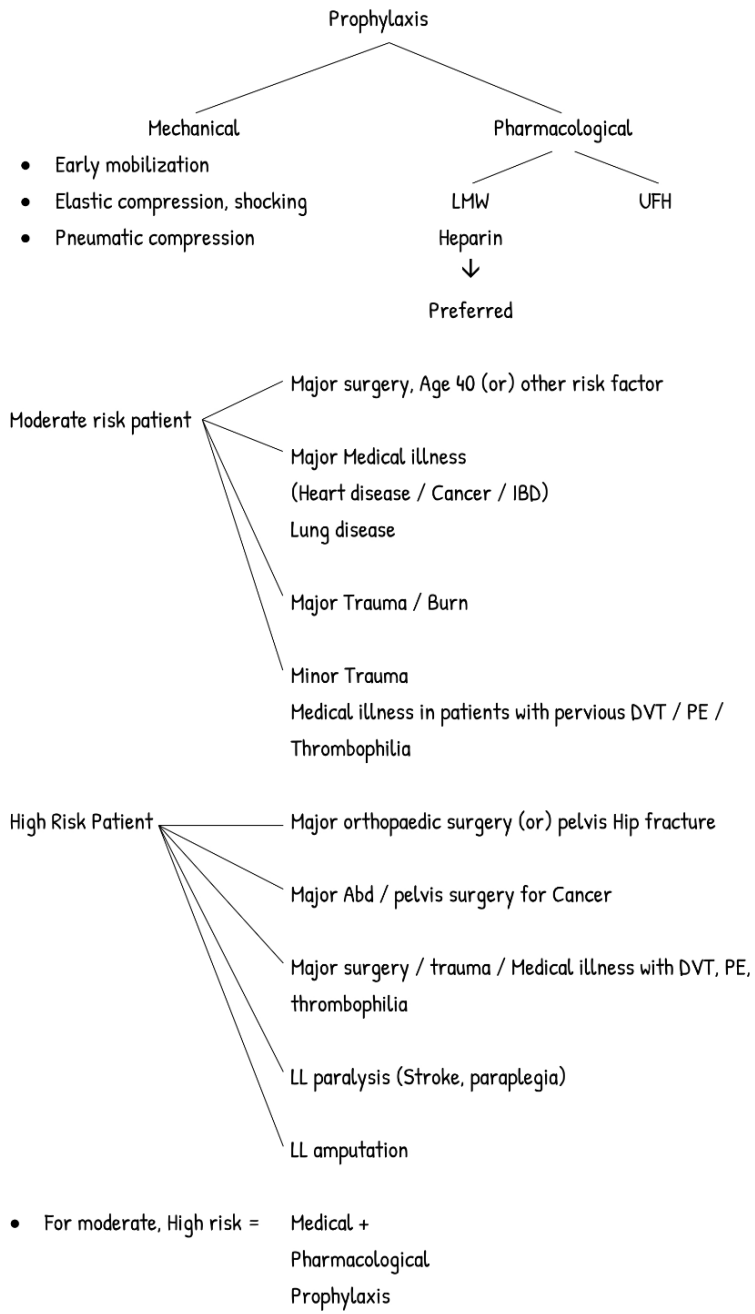 Prophylaxis
Mechanical
• Early mobilization
• Elastic compression, shocking
• Pneumatic compression
Pharmacological
LMW
Heparin
↓
Preferred
UFH
Moderate risk patient
Major surgery, Age 40 (or) other risk factor
Major Medical illness
(Heart disease / Cancer / IBD)
Lung disease
Major Trauma / Burn
Minor Trauma
Medical illness in patients with pervious DVT / PE /
Thrombophilia
High Risk Patient
Major orthopaedic surgery (or) pelvis Hip fracture
Major Abd / pelvis surgery for Cancer
Major surgery / trauma / Medical illness with DVT, PE,
thrombophilia
LL paralysis (Stroke, paraplegia)
LL amputation
• For moderate, High risk = Medical +
Pharmacological
Prophylaxis